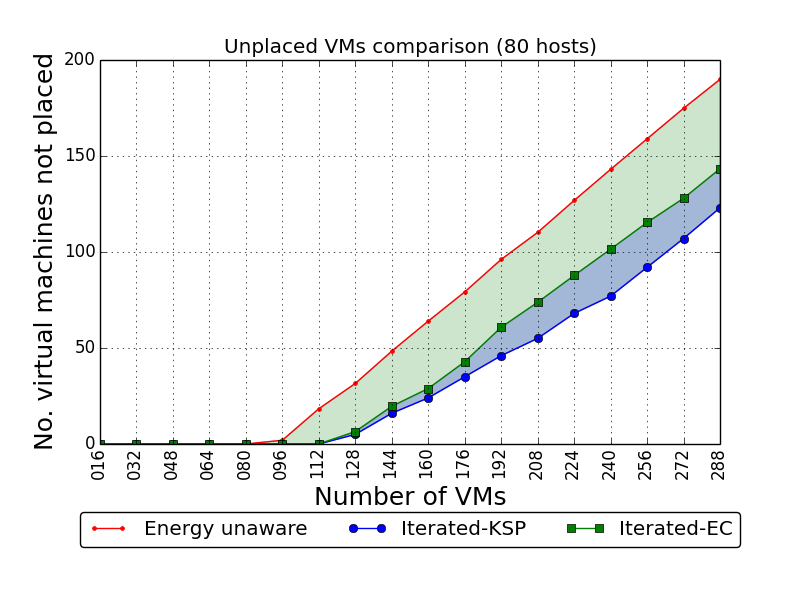 Unplaced VMs comparison (80 hosts)
No. virtual machines not placed
200
150
100
50
0
016 032 048 064 080 096 112 128 144 160 176 192 208 224 240 256 272 288
Number of VMs
Energy unaware Iterated-KSP Iterated-EC